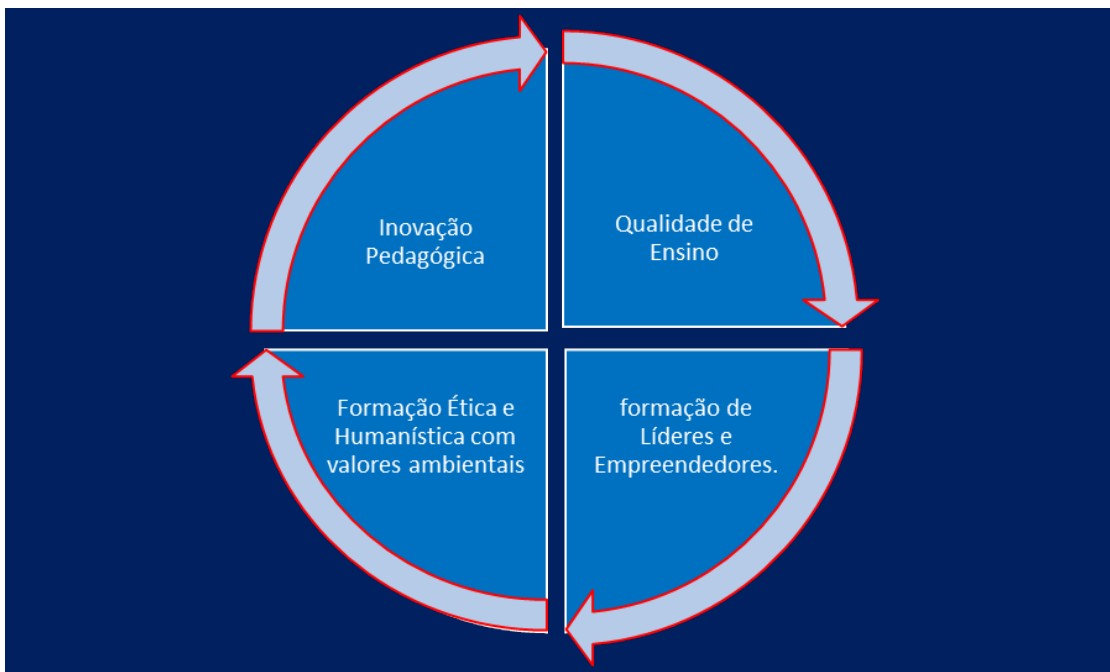 Inovação
Pedagógica
Qualidade de
Ensino
Formação Ética e
Humanística com
valores ambientais
formação de
Líderes e
Empreendedores.